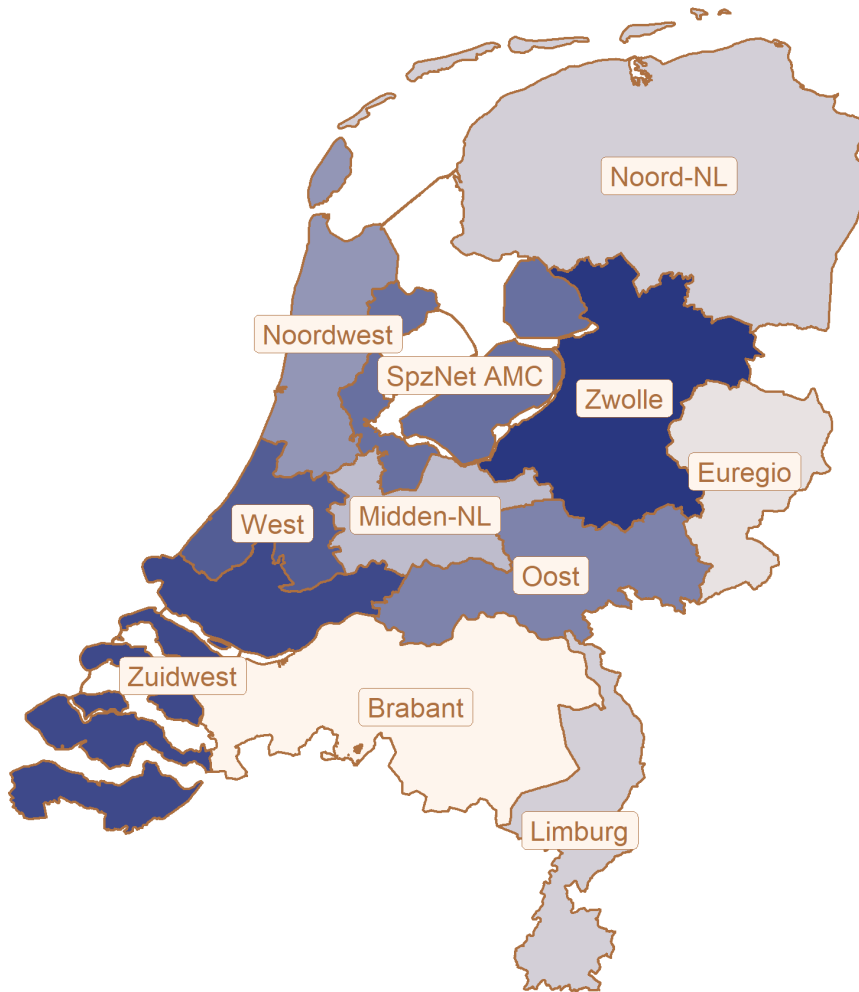 Noord-NL
Noordwest
SpzNet AMC
Zwolle
Euregio
West
Midden-NL
Oost
Zuidwest
Brabant
Limburg